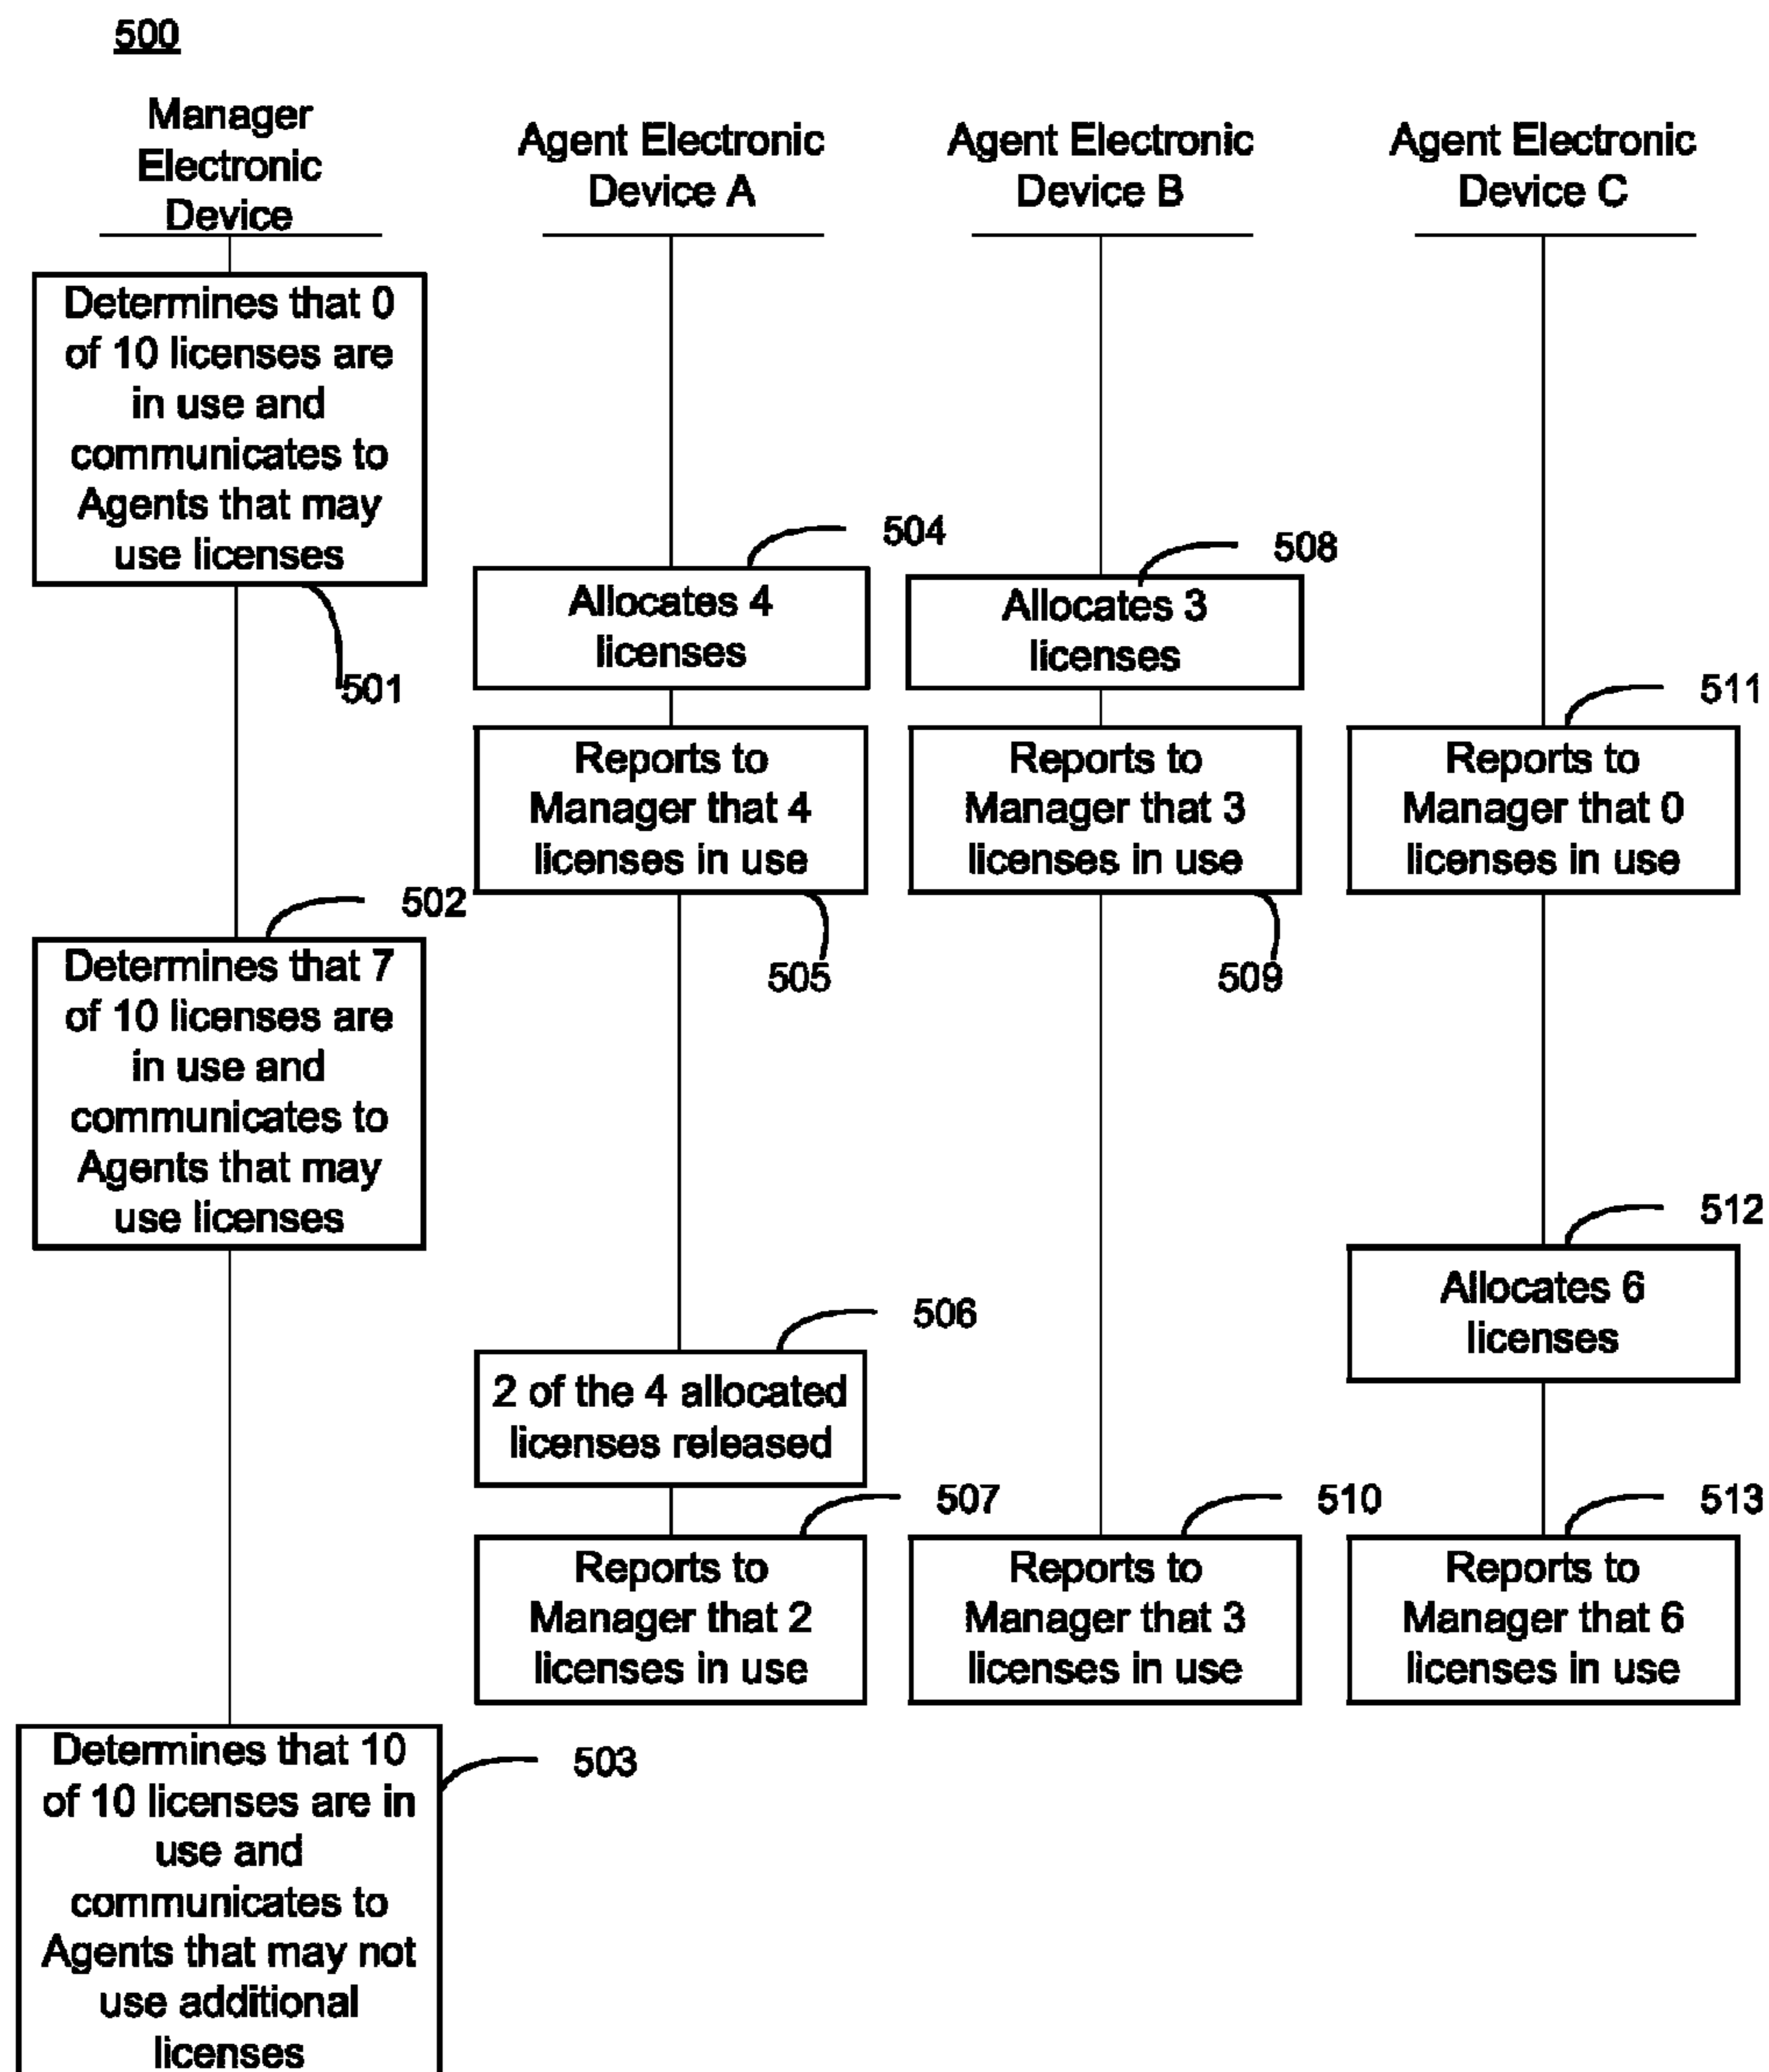 500
Manager
Electronic
Device
Agent Electronic
Device A
Agent Electronic
Device B
Agent Electronic
Device C
Determines that 0
of 10 licenses are
in use and
communicates to
Agents that may
use licenses
501
504
Allocates 4
licenses
508
Allocates 3
licenses
Reports to
Manager that 4
licenses in use
505
Reports to
Manager that 3
licenses in use
509
511
Reports to
Manager that 0
licenses in use
502
Determines that 7
of 10 licenses are
in use and
communicates to
Agents that may
use licenses
512
Allocates 6
licenses
506
2 of the 4 allocated
licenses released
507
Reports to
Manager that 2
licenses in use
510
Reports to
Manager that 3
licenses in use
513
Reports to
Manager that 6
licenses in use
503
Determines that 10
of 10 licenses are in
use and
communicates to
Agents that may not
use additional
licenses